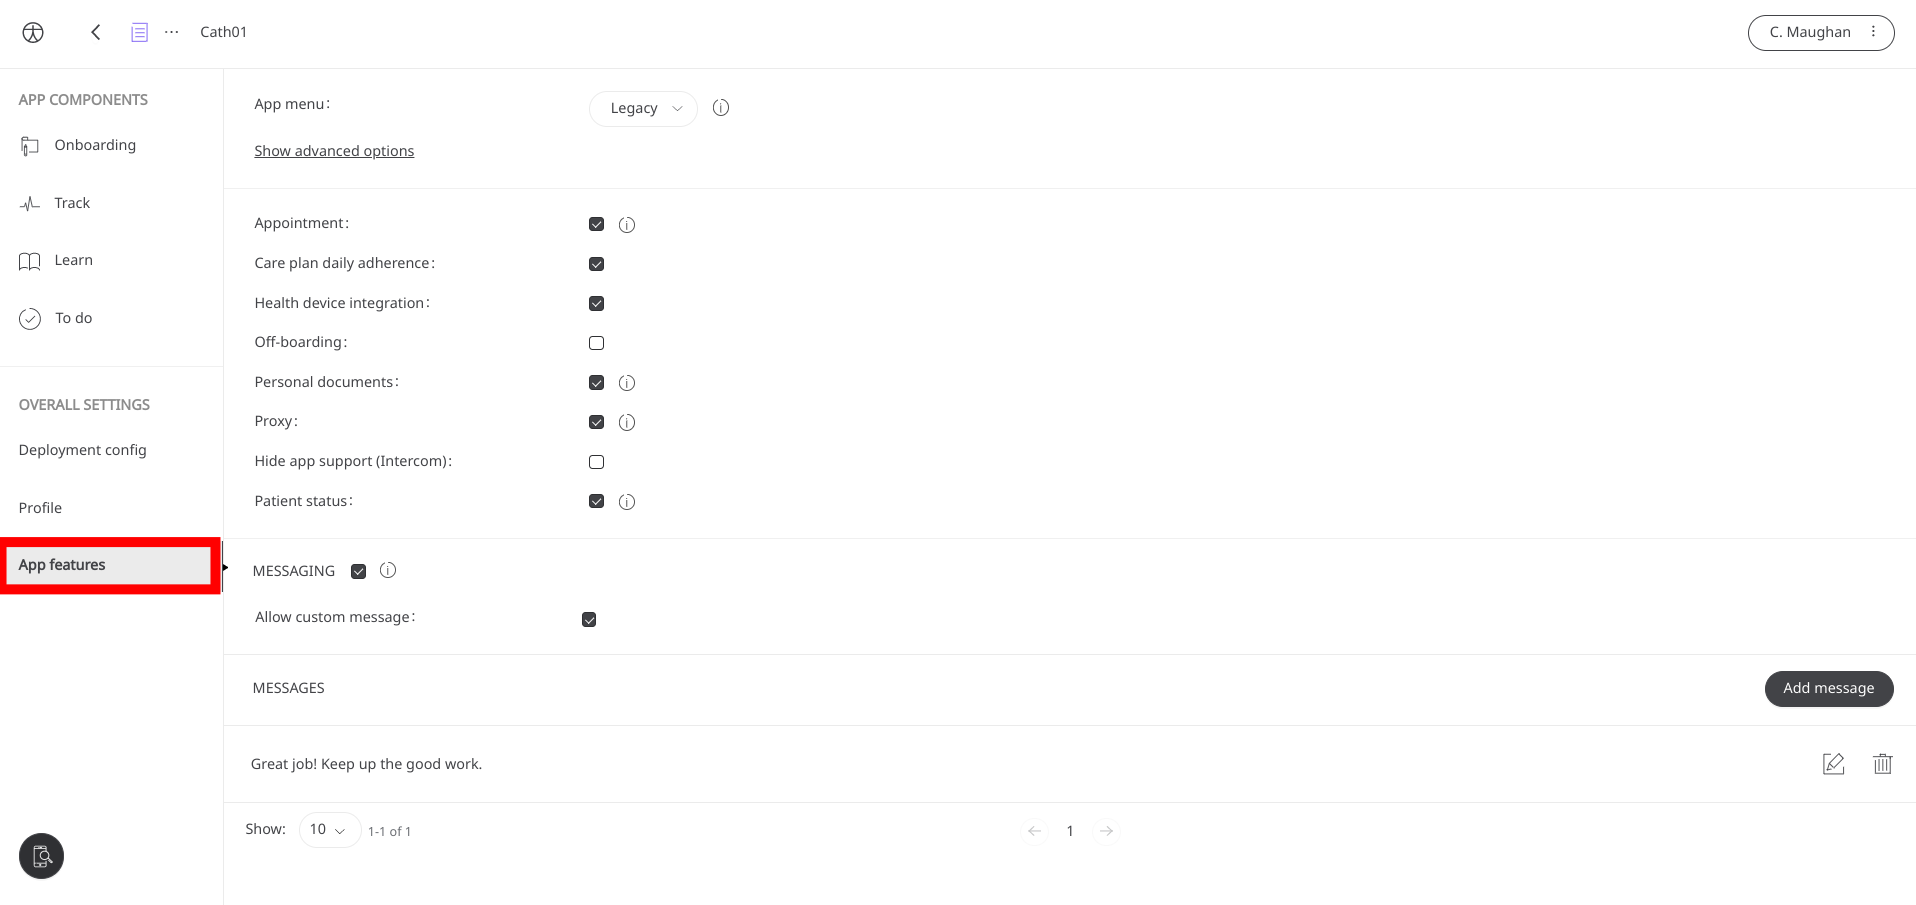 Cath01
C. Maughan
APP COMPONENTS
Onboarding
Track
Learn
To do
OVERALL SETTINGS
Deployment config
Profile
App features
App menu:
Legacy
Show advanced options
Appointment:
Care plan daily adherence:
Health device integration:
Off-boarding:
Personal documents:
Proxy:
Hide app support (Intercom):
Patient status:
MESSAGING
Allow custom message:
MESSAGES
Add message
Great job! Keep up the good work.
Show: 10 1-1 of 1
1